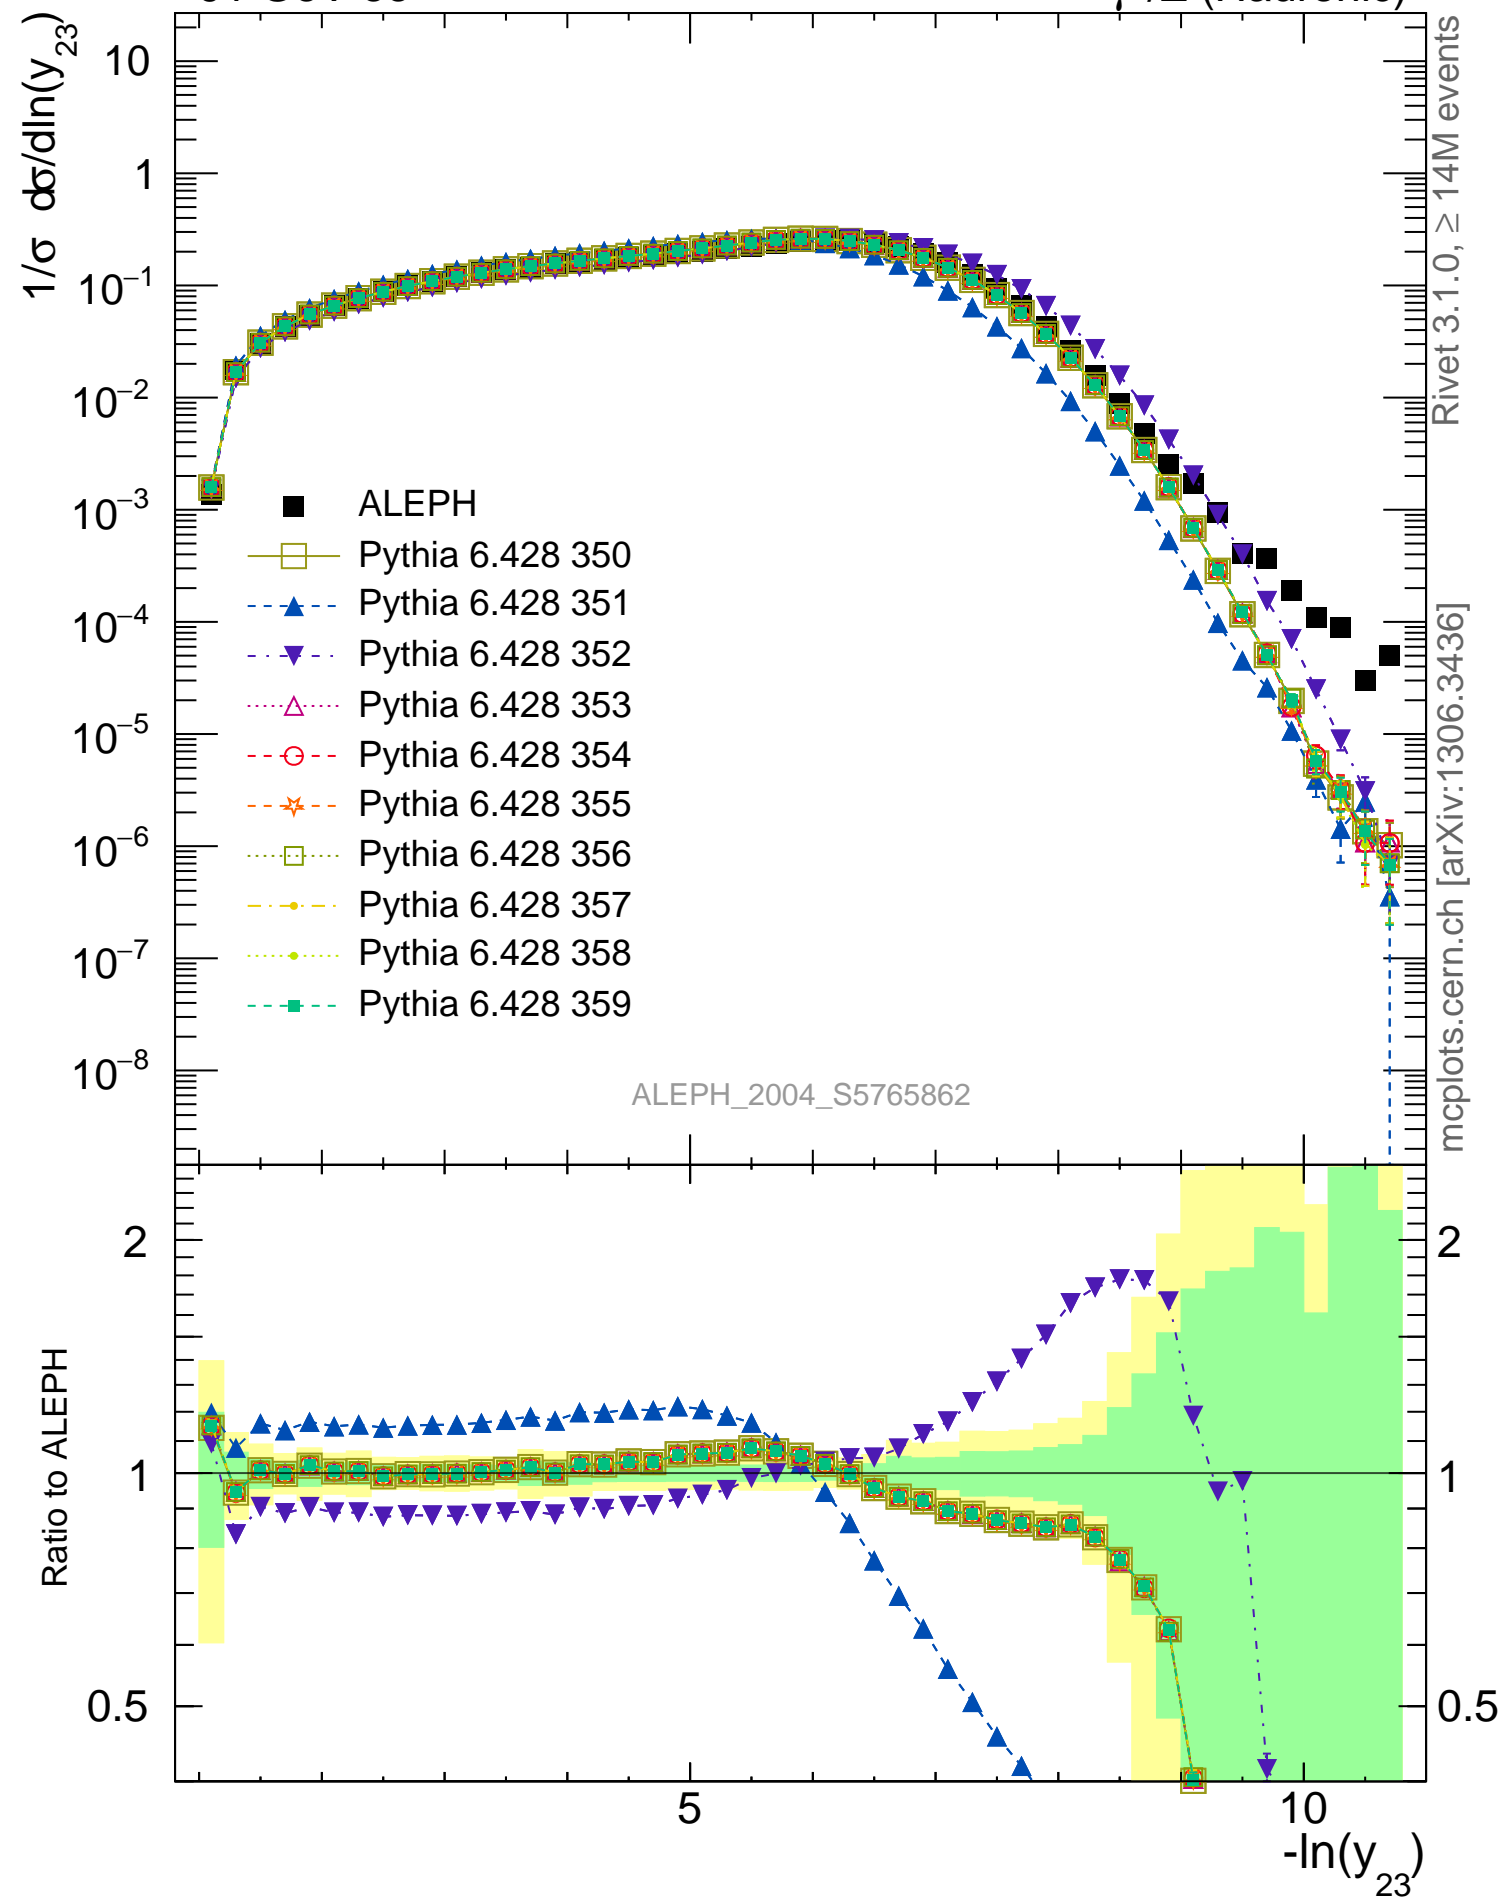 1/σ dσ/dln(y23)
10
1
10−1
10−2
10−3
10−4
10−5
10−6
10−7
10−8
ALEPH
Pythia 6.428 350
Pythia 6.428 351
Pythia 6.428 352
Pythia 6.428 353
Pythia 6.428 354
Pythia 6.428 355
Pythia 6.428 356
Pythia 6.428 357
Pythia 6.428 358
Pythia 6.428 359
ALEPH_2004_S5765862
Rivet 3.1.0, ≥ 14M events
mcplots.cern.ch [arXiv:1306.3436]
Ratio to ALEPH
2
1
0.5
2
1
0.5
5
10
-ln(y23)